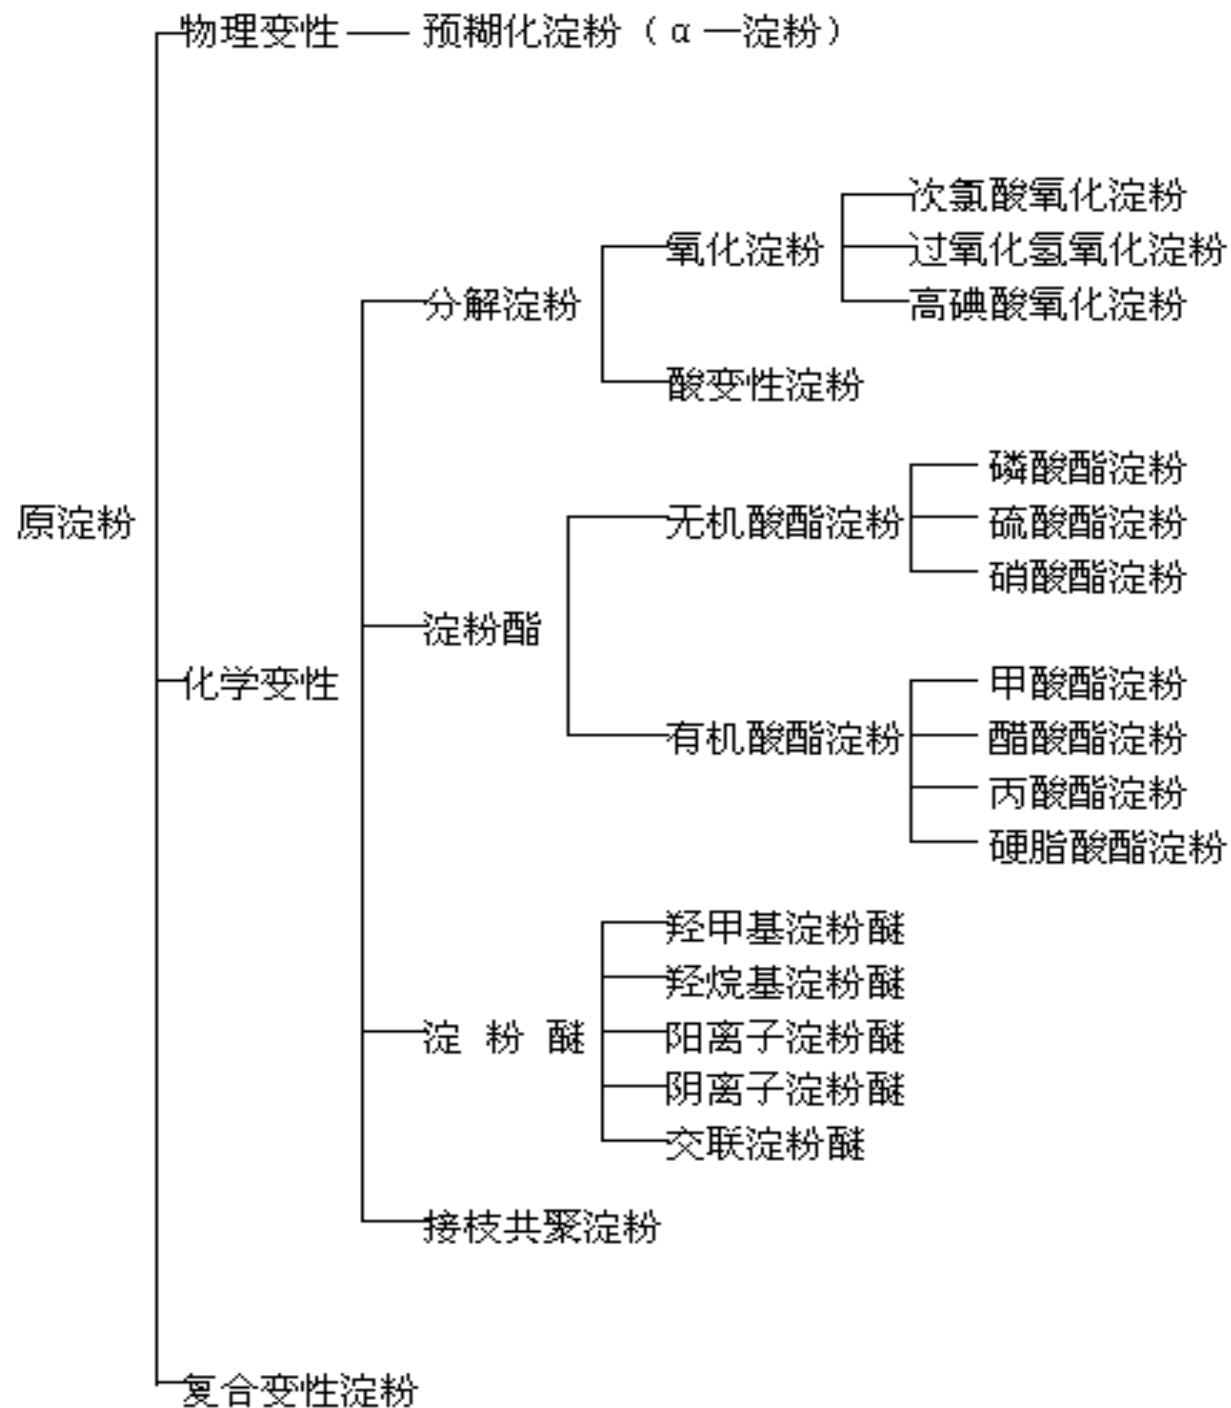 物理变性 —— 预糊化淀粉（α—淀粉）
次氯酸氧化淀粉
氧化淀粉
过氧化氢氧化淀粉
分解淀粉
高碘酸氧化淀粉
酸变性淀粉
磷酸酯淀粉
原淀粉
无机酸酯淀粉
硫酸酯淀粉
硝酸酯淀粉
淀粉酯
化学变性
甲酸酯淀粉
有机酸酯淀粉
醋酸酯淀粉
丙酸酯淀粉
硬脂酸酯淀粉
羟甲基淀粉醚
羟烷基淀粉醚
淀 粉 醚
阳离子淀粉醚
阴离子淀粉醚
交联淀粉醚
接枝共聚淀粉
复合变性淀粉